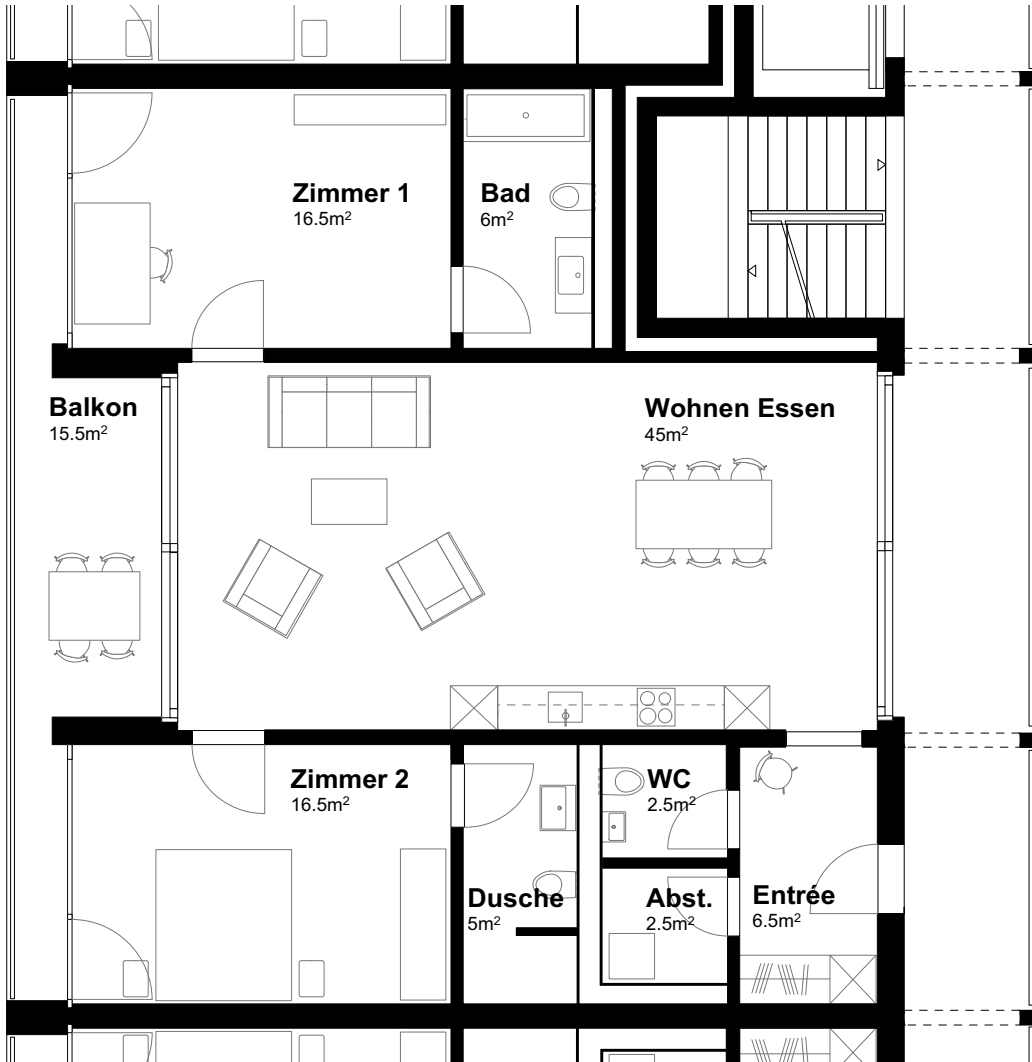 Zimmer 1
16.5m²
Bad
6m²
Balkon
15.5m²
Wohnen Essen
45m²
Zimmer 2
16.5m²
WC
2.5m²
Dusche
5m²
Abst.
2.5m²
Entrée
6.5m²